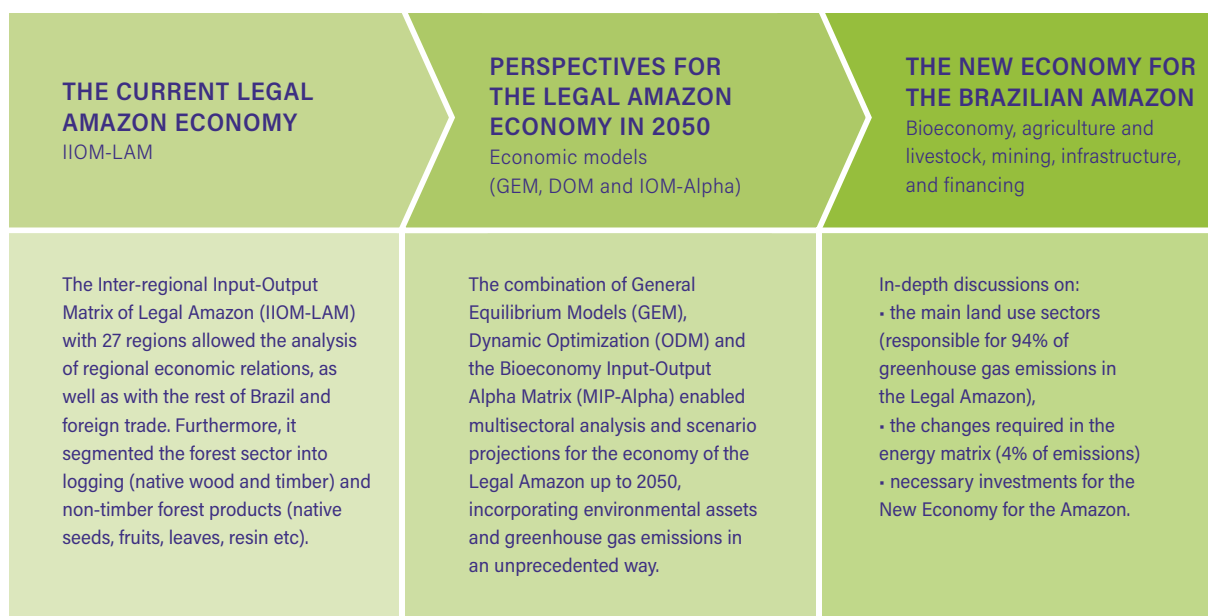 THE CURRENT LEGAL
AMAZON ECONOMY
IIOM-LAM
PERSPECTIVES FOR
THE LEGAL AMAZON
ECONOMY IN 2050
Economic models
(GEM, DOM and IOM-Alpha)
THE NEW ECONOMY FOR
THE BRAZILIAN AMAZON
Bioeconomy, agriculture and
livestock, mining, infrastructure,
and financing
The Inter-regional Input-Output
Matrix of Legal Amazon (IIOM-LAM)
with 27 regions allowed the analysis
of regional economic relations, as
well as with the rest of Brazil and
foreign trade. Furthermore, it
segmented the forest sector into
logging (native wood and timber) and
non-timber forest products (native
seeds, fruits, leaves, resin etc).
The combination of General
Equilibrium Models (GEM),
Dynamic Optimization (ODM) and
the Bioeconomy Input-Output
Alpha Matrix (MIP-Alpha) enabled
multisectoral analysis and scenario
projections for the economy of the
Legal Amazon up to 2050,
incorporating environmental assets
and greenhouse gas emissions in
an unprecedented way.
In-depth discussions on:
• the main land use sectors
(responsible for 94% of
greenhouse gas emissions in
the Legal Amazon),
• the changes required in the
energy matrix (4% of emissions)
• necessary investments for the
New Economy for the Amazon.